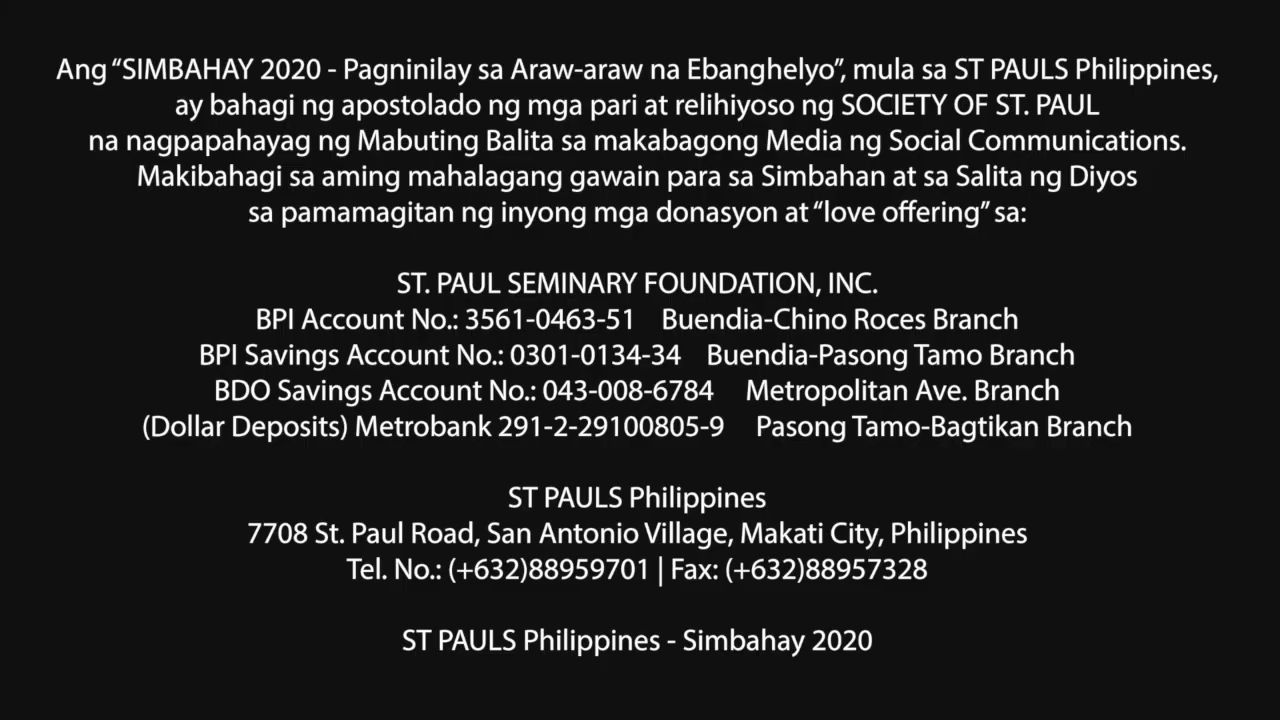 Ang “SIMBAHAY 2020 - Pagninilay sa Araw-araw na Ebanghelyo”, mula sa ST PAULS Philippines,
ay bahagi ng apostolado ng mga pari at relihiyoso ng SOCIETY OF ST. PAUL
na nagpapahayag ng Mabuting Balita sa makabagong Media ng Social Communications.
Makibahagi sa aming mahalagang gawain para sa Simbahan at sa Salita ng Diyos
sa pamamagitan ng inyong mga donasyon at “love offering” sa:
ST. PAUL SEMINARY FOUNDATION, INC.
BPI Account No.: 3561-0463-51 Buendia-Chino Roces Branch
BPI Savings Account No.: 0301-0134-34 Buendia-Pasong Tamo Branch
BDO Savings Account No.: 043-008-6784 Metropolitan Ave. Branch
(Dollar Deposits) Metrobank 291-2-29100805-9 Pasong Tamo-Bagtikan Branch
ST PAULS Philippines
7708 St. Paul Road, San Antonio Village, Makati City, Philippines
Tel. No.: (+632)88959701 | Fax: (+632)88957328
ST PAULS Philippines - Simbahay 2020